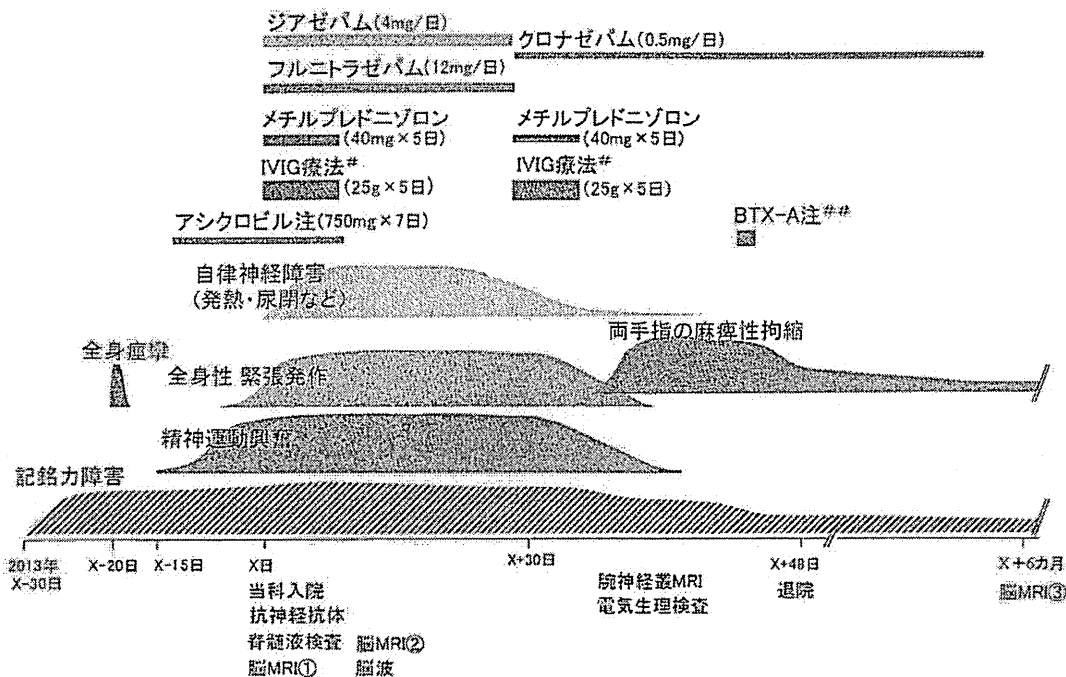 ジアゼパム(4mg/日)
クロナゼパム(0.5mg/日)
フルニトラゼパム(12mg/日)
メチルプレドニゾロン
(40mg×5日)
メチルプレドニゾロン
(40mg×5日)
IVIG療法#
(25g×5日)
IVIG療法#
(25g×5日)
アシクロビル注(750mg×7日)
BTX-A注##
自律神経障害
(発熱・尿閉など)
両手指の麻痺性拘縮
全身痙攣
全身性 緊張発作
精神運動興奮
記銘力障害
2013年
X-30日
X-20日
X-15日
X日
X+30日
X+48日
X+6カ月
当科入院
抗神経抗体
脊髄液検査
脳MRI①
脳MRI②
脳波
腕神経叢MRI
電気生理検査
退院
脳MRI③